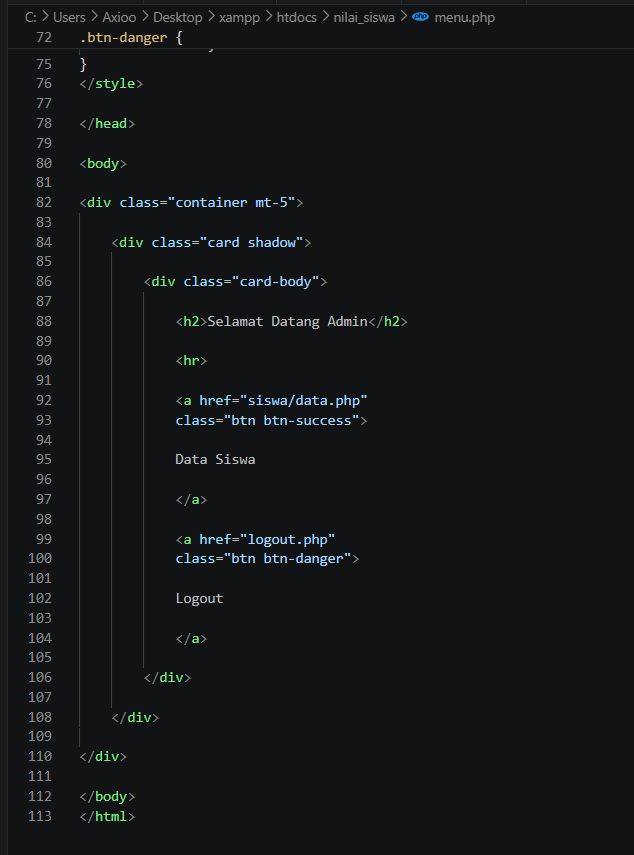 C: > Users > Axioo > Desktop > xampp > htdocs > nilai_siswa > php menu.php
72 .btn-danger {
75 }
76 </style>
77
78 </head>
79
80 <body>
81
82 <div class="container mt-5">
83
84 <div class="card shadow">
85
86 <div class="card-body">
87
88 <h2>Selamat Datang Admin</h2>
89
90 <hr>
91
92 <a href="siswa/data.php"
93 class="btn btn-success">
94
95 Data Siswa
96
97 </a>
98
99 <a href="logout.php"
100 class="btn btn-danger">
101
102 Logout
103
104 </a>
105
106 </div>
107
108 </div>
109
110 </div>
111
112 </body>
113 </html>